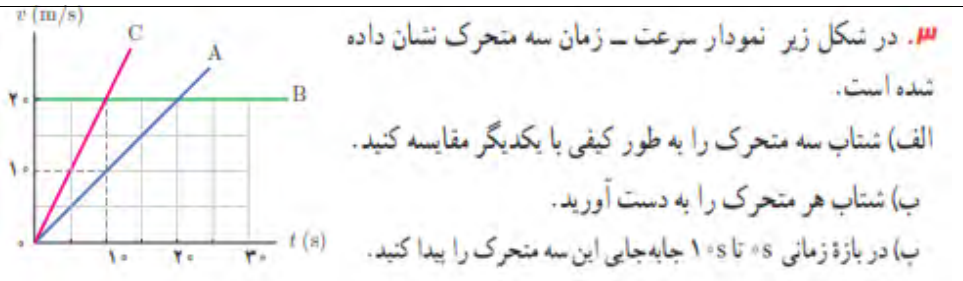 ۳. در شکل زیر نمودار سرعت ــ زمان سه متحرک نشان داده
شده است.
الف) شتاب سه متحرک را به طور کیفی با یکدیگر مقایسه کنید.
ب) شتاب هر متحرک را به دست آورید.
پ) در بازهٔ زمانی ۰s تا ۱۰s جابه‌جایی این سه متحرک را پیدا کنید.
v (m/s)
C
A
B
۲۰
۱۰
۰
۱۰ ۲۰ ۳۰
t (s)